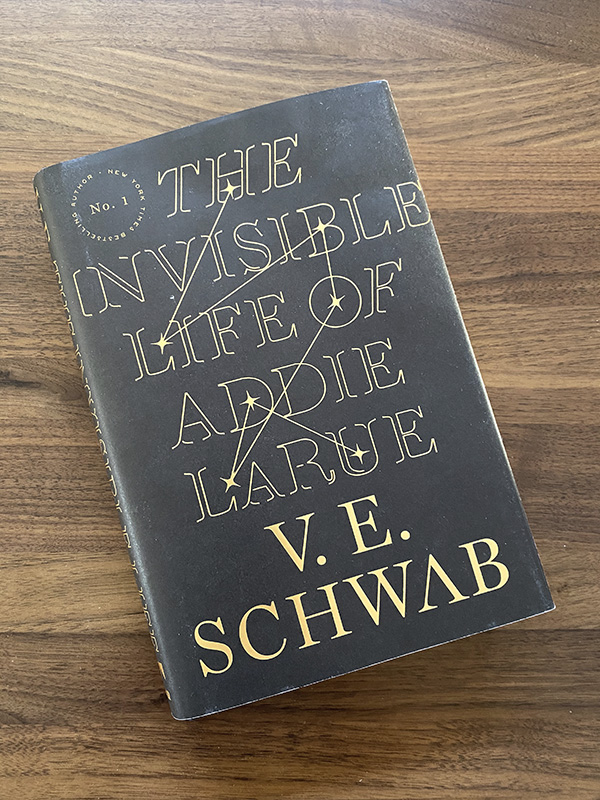 AUTHOR · NEW YORK TIMES BESTSELLING
No. 1
THE
INVISIBLE
LIFE OF
ADDIE
LARUE
V. E.
SCHWAB